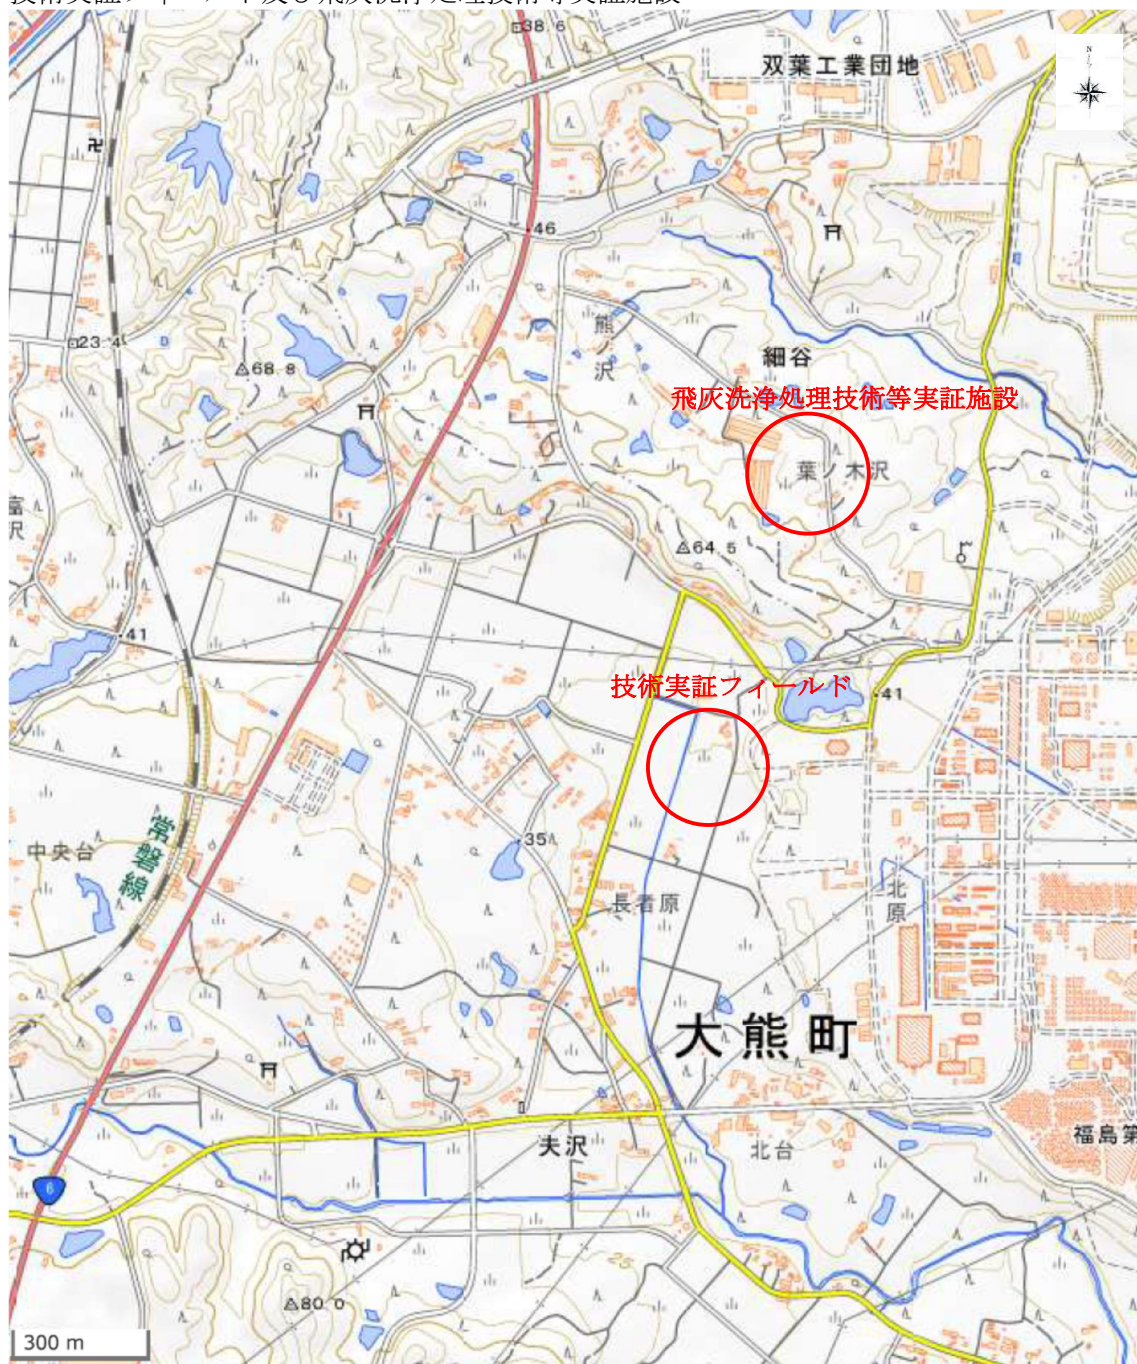 38.6
双葉工業団地
N
46
熊ノ沢
23.4
68.8
細谷
飛灰洗浄処理技術等実証施設
葉ノ木沢
富沢
64.5
41
技術実証フィールド
41
常磐線
中央台
35
長者原
北原
大熊町
夫沢
北台
福島第
6
25
80.0
300 m